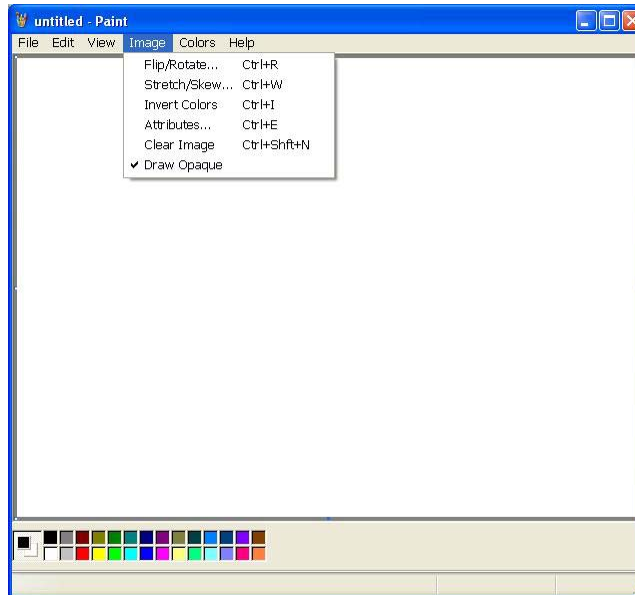 untitled - Paint
File Edit View Image Colors Help
Flip/Rotate... Ctrl+R
Stretch/Skew... Ctrl+W
Invert Colors Ctrl+I
Attributes... Ctrl+E
Clear Image Ctrl+Shft+N
Draw Opaque